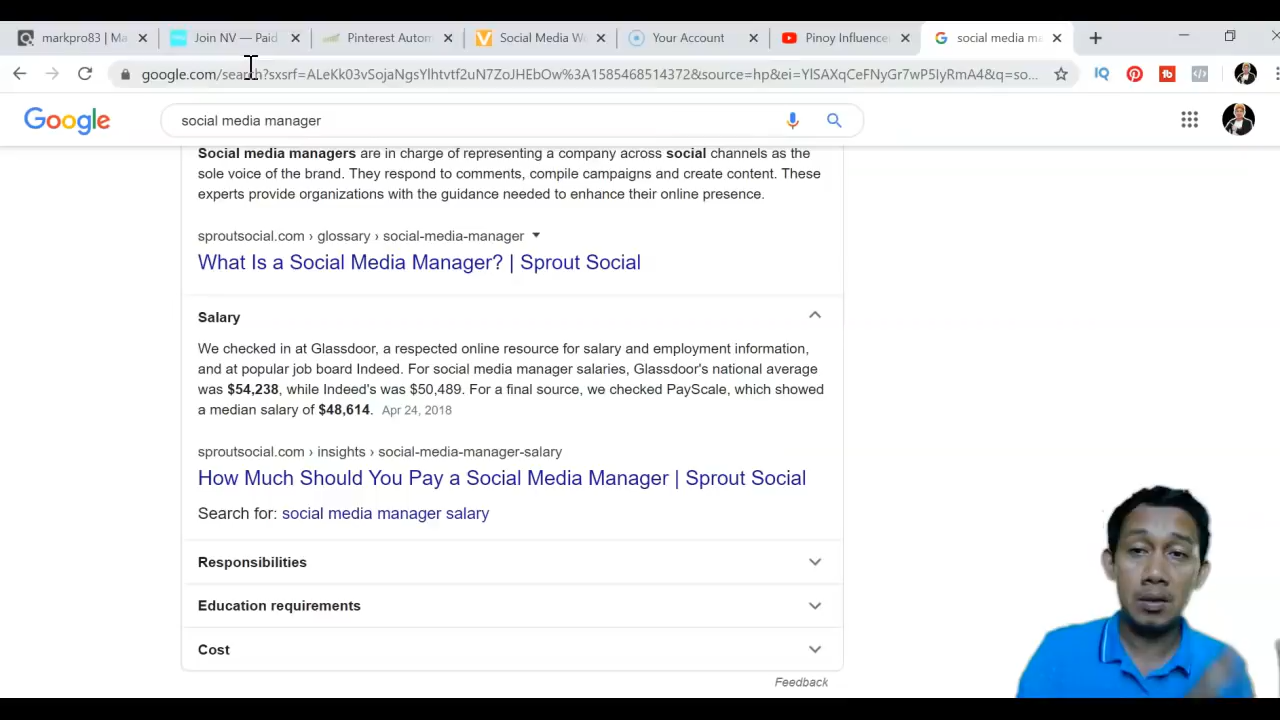 markpro83 | Ma
Join NV — Paid
Pinterest Autom
Social Media W
Your Account
Pinoy Influence
social media ma
google.com/search?sxsrf=ALeKk03vSojaNgsYlhtvtf2uN7ZoJHEbOw%3A1585468514372&source=hp&ei=YlSAXqCeFNyGr7wP5IyRmA4&q=so...
Google
social media manager
Social media managers are in charge of representing a company across social channels as the
sole voice of the brand. They respond to comments, compile campaigns and create content. These
experts provide organizations with the guidance needed to enhance their online presence.
sproutsocial.com › glossary › social-media-manager
What Is a Social Media Manager? | Sprout Social
Salary
We checked in at Glassdoor, a respected online resource for salary and employment information,
and at popular job board Indeed. For social media manager salaries, Glassdoor's national average
was $54,238, while Indeed's was $50,489. For a final source, we checked PayScale, which showed
a median salary of $48,614. Apr 24, 2018
sproutsocial.com › insights › social-media-manager-salary
How Much Should You Pay a Social Media Manager | Sprout Social
Search for: social media manager salary
Responsibilities
Education requirements
Cost
Feedback